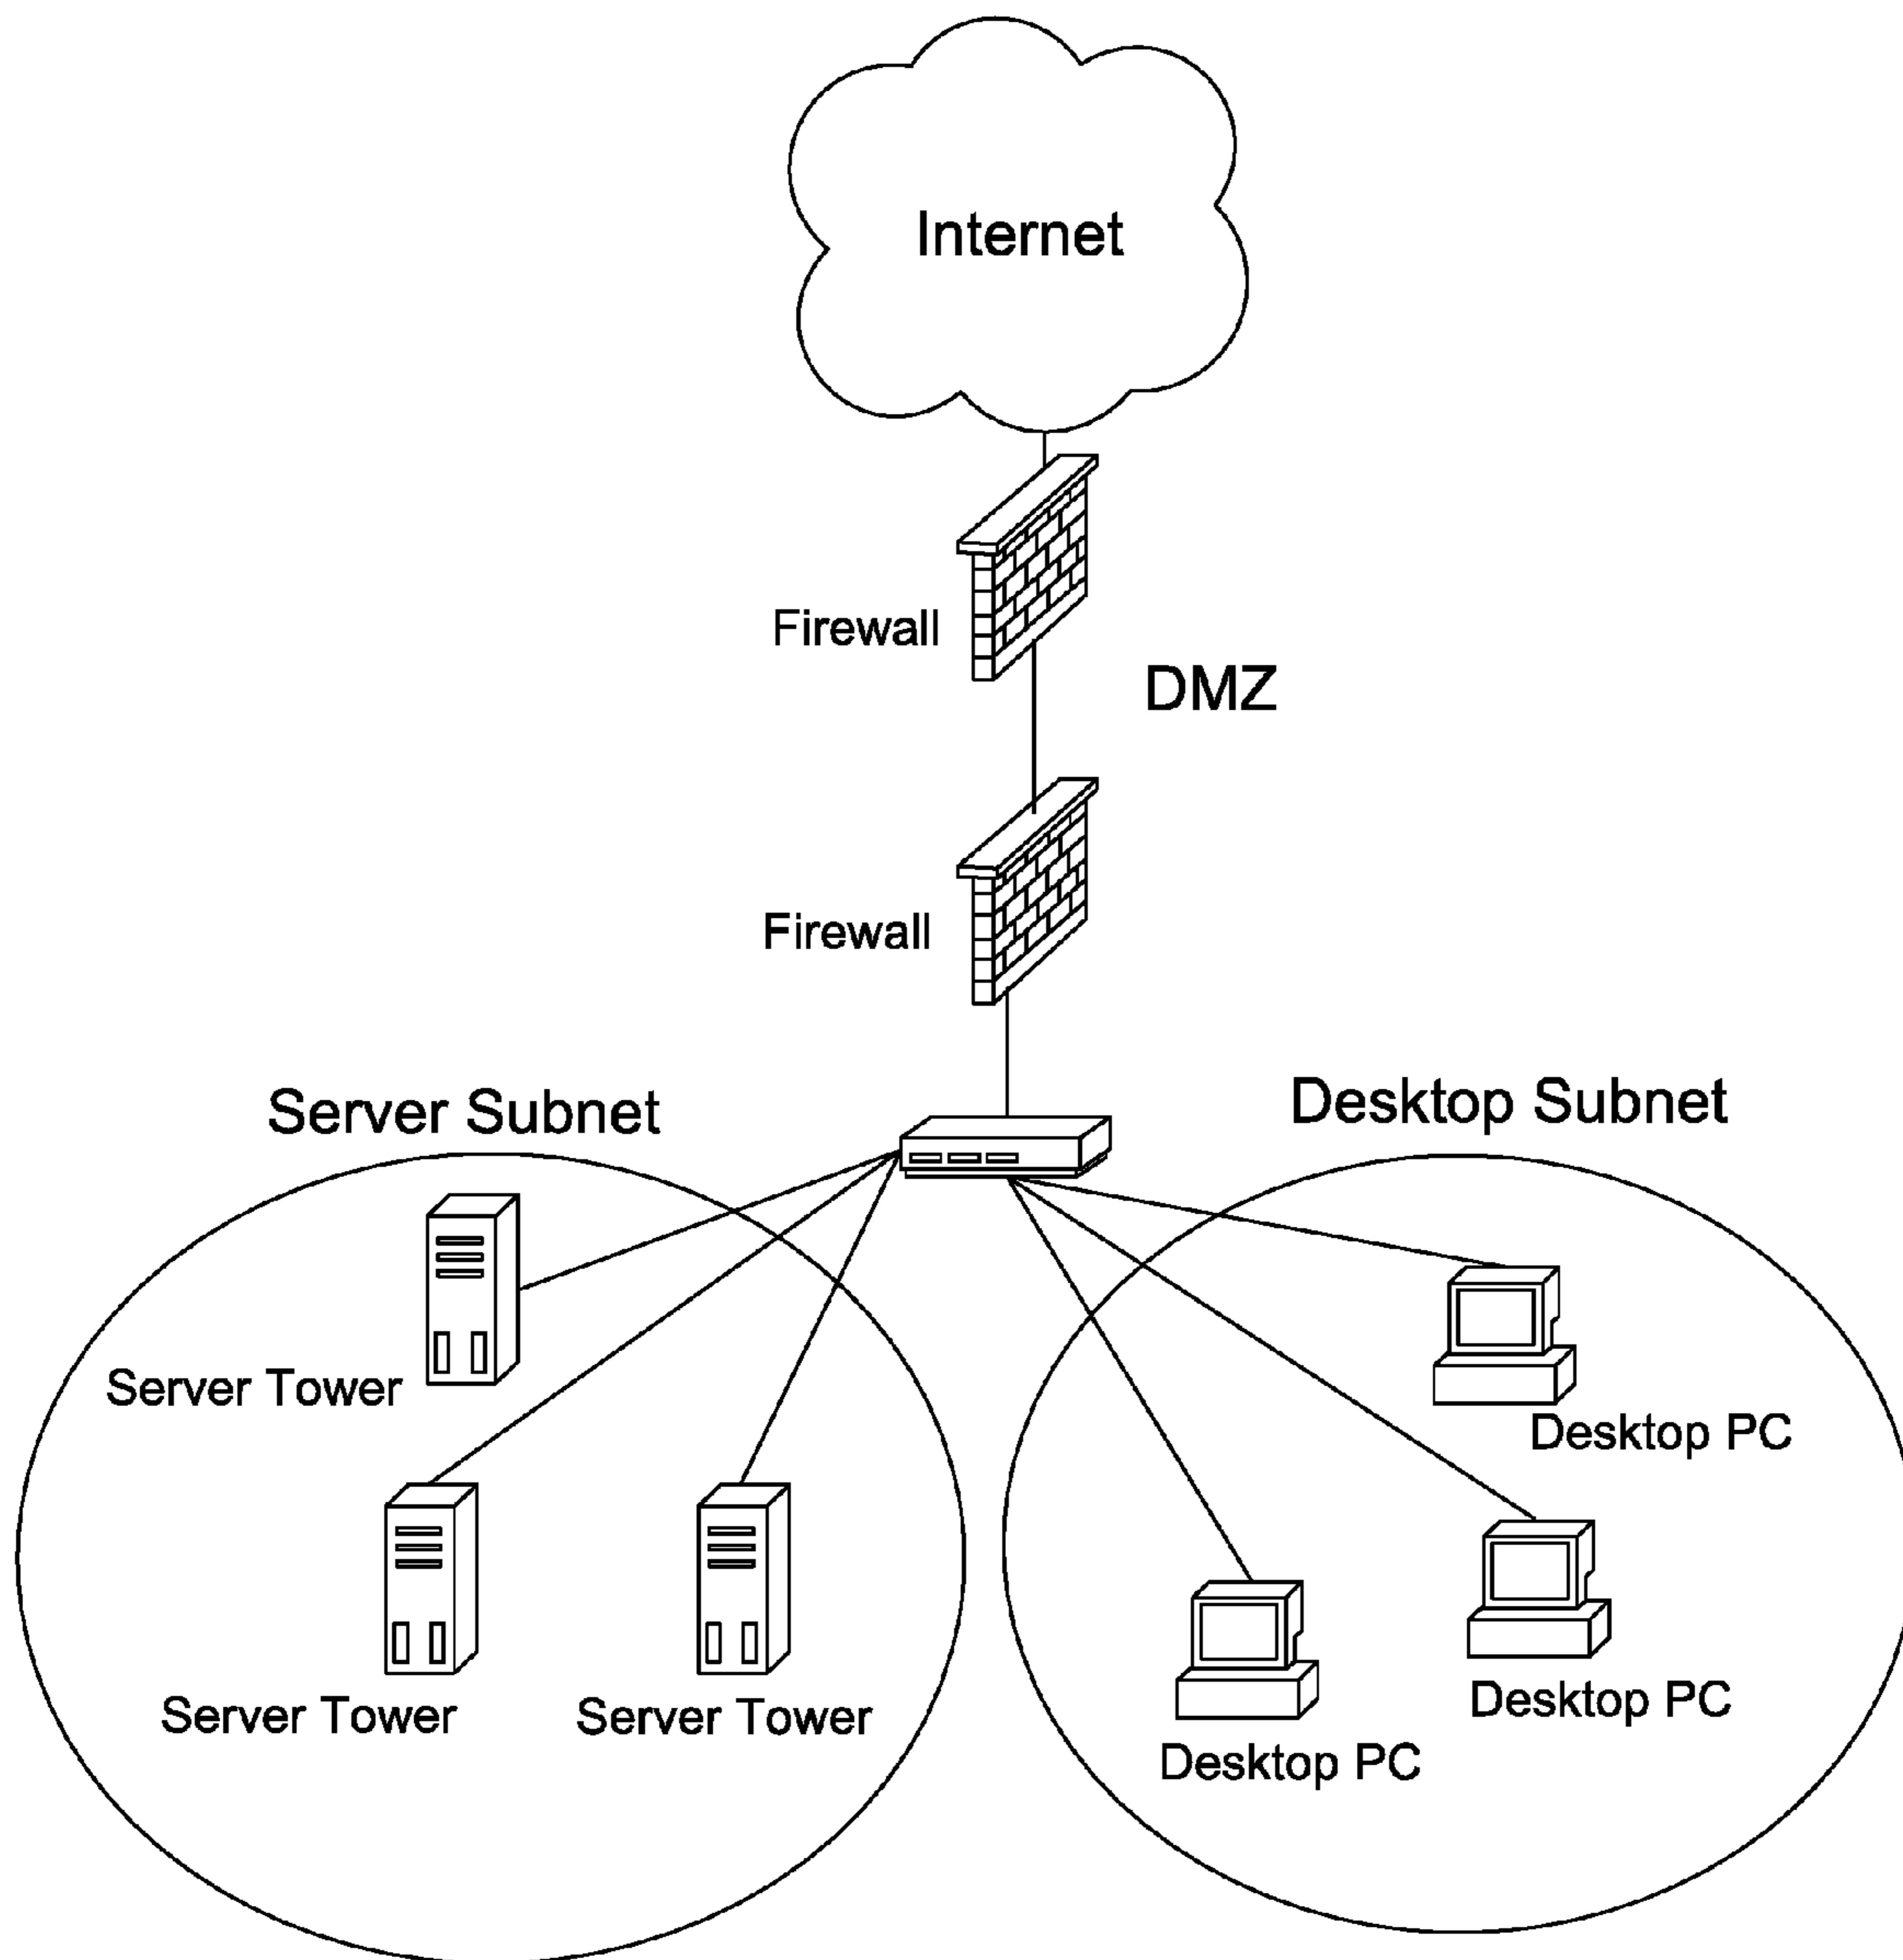 Internet
Firewall
DMZ
Firewall
Server Subnet
Desktop Subnet
Server Tower
Desktop PC
Server Tower
Server Tower
Desktop PC
Desktop PC